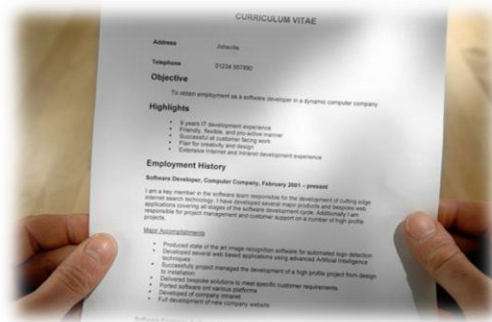 CURRICULUM VITAE
Address Jobsville
Telephone 01234 567890
Objective
To obtain employment as a software developer in a dynamic computer company
Highlights
• 9 years IT development experience
• Friendly, flexible, and pro-active manner
• Successful at customer facing work
• Flair for creativity and design
• Extensive Internet and Intranet development experience
Employment History
Software Developer, Computer Company, February 2001 – present
I am a key member in the software team responsible for the development of cutting edge
internet search technology. I have developed several major products and bespoke web
applications covering all stages of the software development cycle. Additionally I am
responsible for project management and customer support on a number of high profile
projects.
Major Accomplishments
• Produced state of the art image recognition software for automated logo detection
• Developed several web based applications using advanced Artificial Intelligence
techniques
• Successfully project managed the development of a high profile project from design
to installation
• Delivered bespoke solutions to meet specific customer requirements
• Ported software ont various platforms
• Developed of company intranet
• Full development of new company website